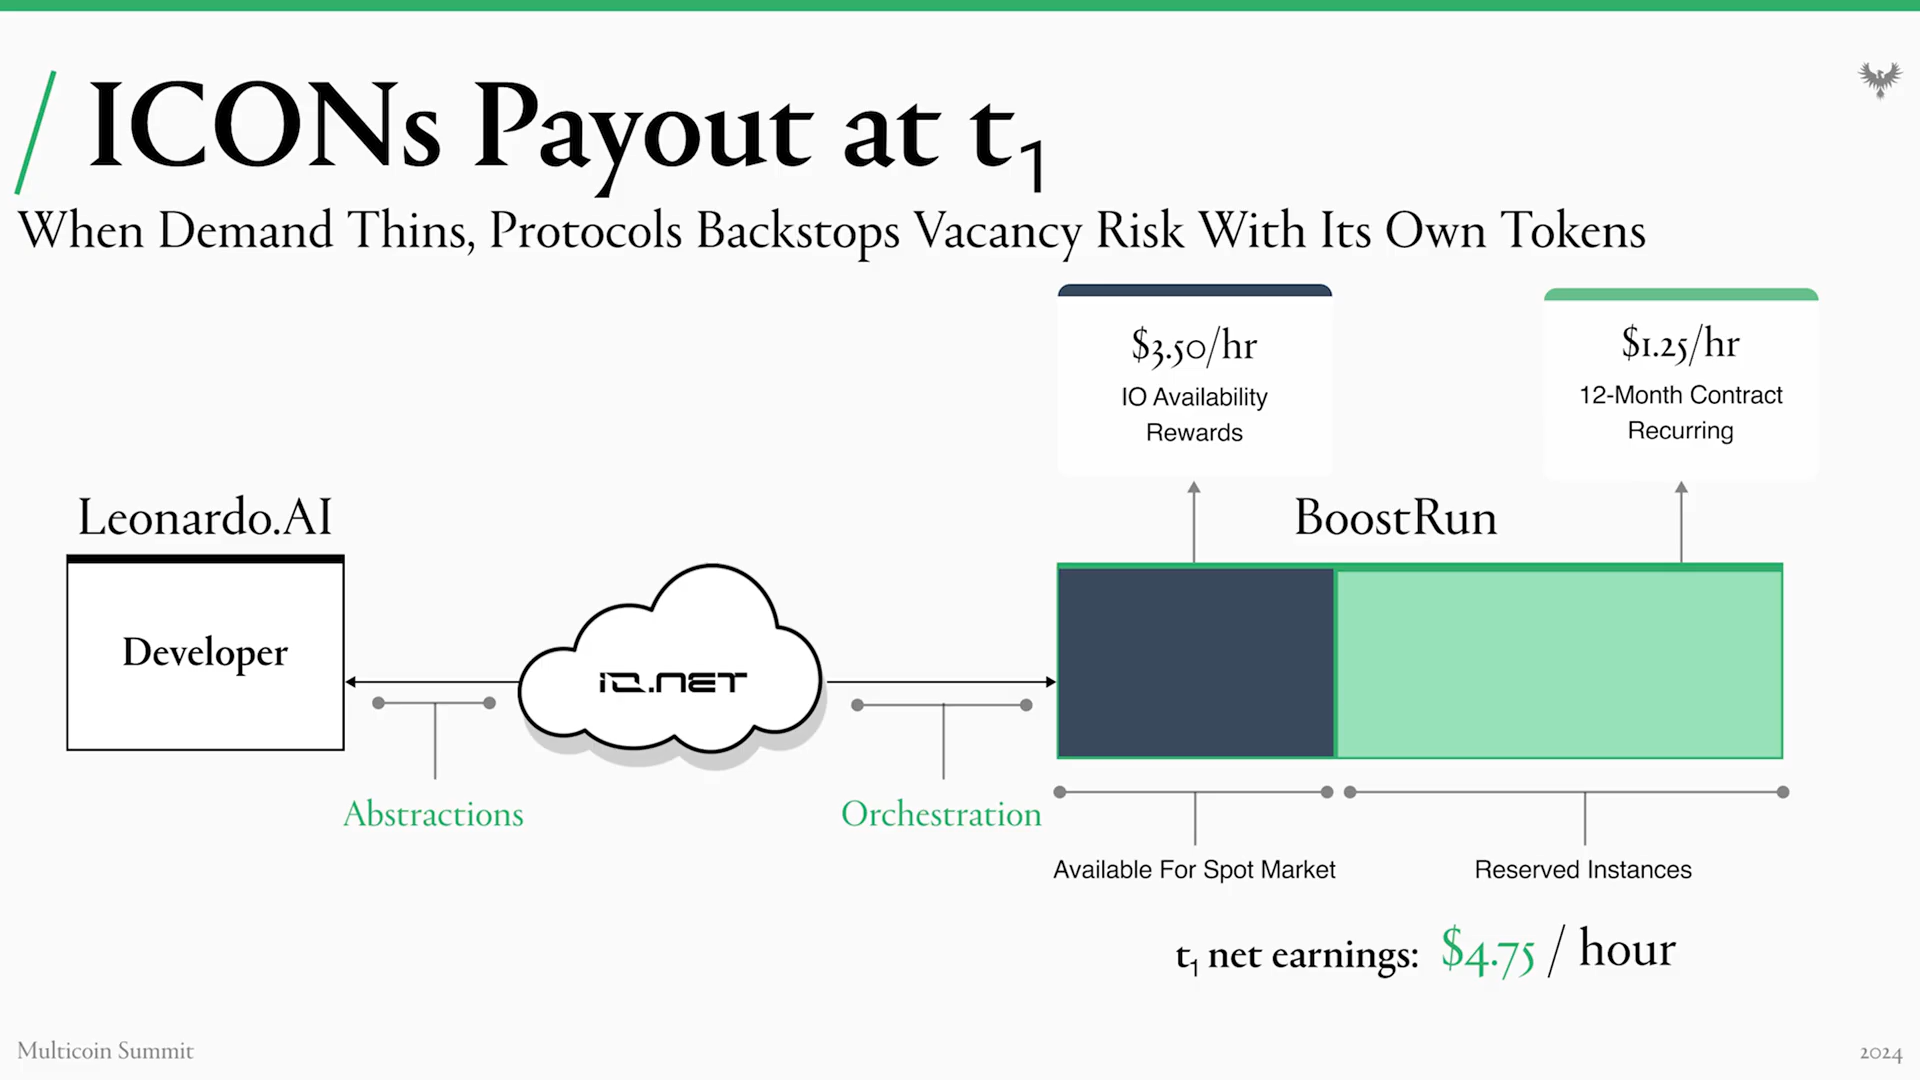 / ICONs Payout at t₁
When Demand Thins, Protocols Backstops Vacancy Risk With Its Own Tokens
$3.50/hr
IO Availability
Rewards
$1.25/hr
12-Month Contract
Recurring
Leonardo.AI
BoostRun
Developer
IO.NET
Abstractions
Orchestration
Available For Spot Market
Reserved Instances
t₁ net earnings: $4.75 / hour
Multicoin Summit
2024